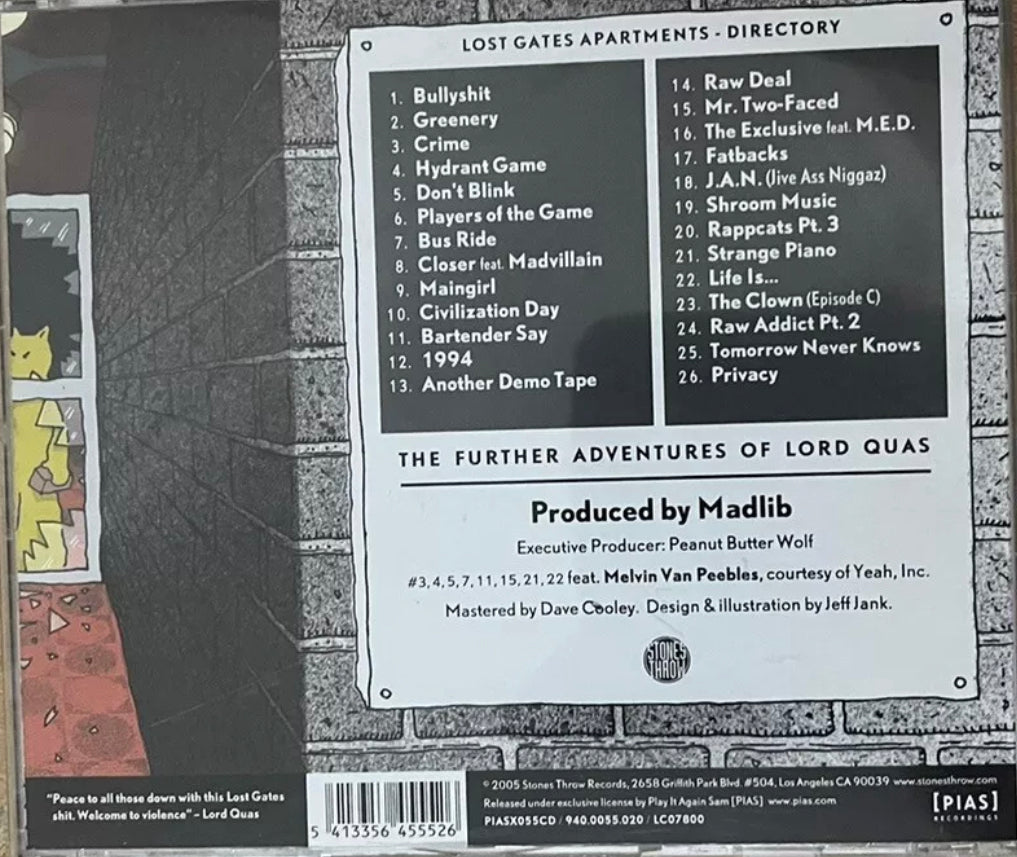 LOST GATES APARTMENTS - DIRECTORY
1. Bullyshit
2. Greenery
3. Crime
4. Hydrant Game
5. Don't Blink
6. Players of the Game
7. Bus Ride
8. Closer feat. Madvillain
9. Maingirl
10. Civilization Day
11. Bartender Say
12. 1994
13. Another Demo Tape
14. Raw Deal
15. Mr. Two-Faced
16. The Exclusive feat. M.E.D.
17. Fatbacks
18. J.A.N. (Jive Ass Niggaz)
19. Shroom Music
20. Rappcats Pt. 3
21. Strange Piano
22. Life Is...
23. The Clown (Episode C)
24. Raw Addict Pt. 2
25. Tomorrow Never Knows
26. Privacy
THE FURTHER ADVENTURES OF LORD QUAS
Produced by Madlib
Executive Producer: Peanut Butter Wolf
#3,4,5,7,11,15,21,22 feat. Melvin Van Peebles, courtesy of Yeah, Inc.
Mastered by Dave Cooley. Design & illustration by Jeff Jank.
STONES
THROW
"Peace to all those down with this Lost Gates
shit. Welcome to violence" – Lord Quas
5 413356 455526
© 2005 Stones Throw Records, 2658 Griffith Park Blvd. #504, Los Angeles CA 90039 www.stonesthrow.com
Released under exclusive license by Play It Again Sam [PIAS] www.pias.com
PIASX055CD / 940.0055.020 / LC07800
[PIAS]
RECORDINGS